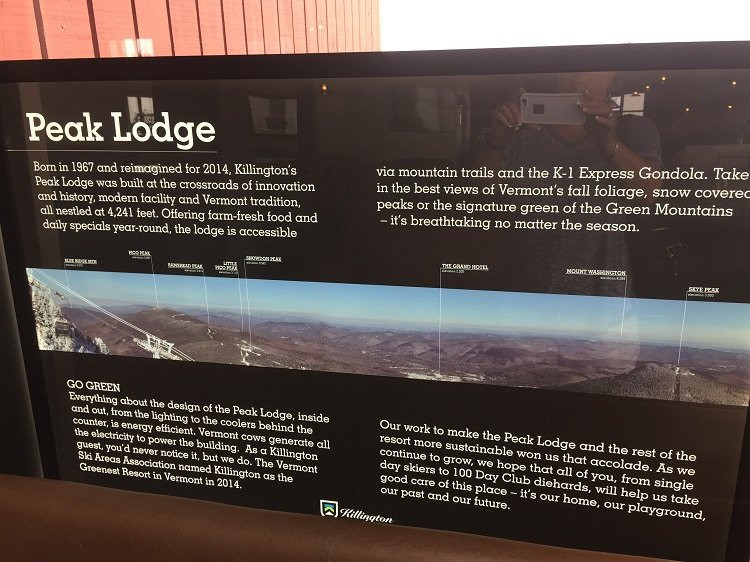 Peak Lodge
Born in 1967 and reimagined for 2014, Killington's
Peak Lodge was built at the crossroads of innovation
and history, modern facility and Vermont tradition,
all nestled at 4,241 feet. Offering farm-fresh food and
daily specials year-round, the lodge is accessible
via mountain trails and the K-1 Express Gondola. Take
in the best views of Vermont's fall foliage, snow covered
peaks or the signature green of the Green Mountains
– it's breathtaking no matter the season.
BLUE RIDGE MTN
PICO PEAK
RAMSHEAD PEAK
LITTLE
PICO PEAK
SNOWDON PEAK
THE GRAND HOTEL
MOUNT WASHINGTON
SKYE PEAK
GO GREEN
Everything about the design of the Peak Lodge, inside
and out, from the lighting to the coolers behind the
counter, is energy efficient. Vermont cows generate all
the electricity to power the building. As a Killington
guest, you'd never notice it, but we do. The Vermont
Ski Areas Association named Killington as the
Greenest Resort in Vermont in 2014.
Our work to make the Peak Lodge and the rest of the
resort more sustainable won us that accolade. As we
continue to grow, we hope that all of you, from single
day skiers to 100 Day Club diehards, will help us take
good care of this place – it's our home, our playground,
our past and our future.
Killington